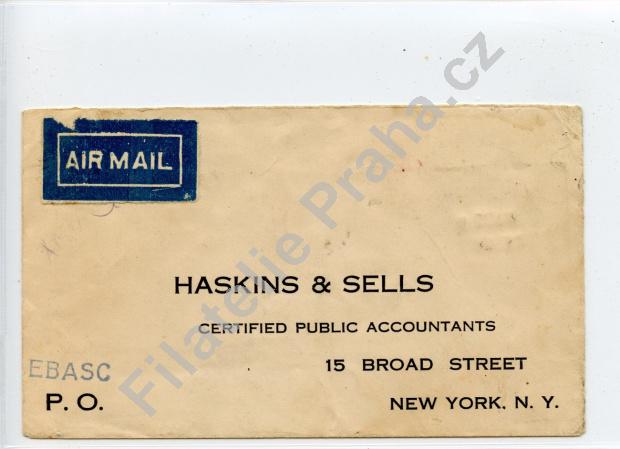 AIR MAIL
HASKINS & SELLS
CERTIFIED PUBLIC ACCOUNTANTS
15 BROAD STREET
EBASC
P. O.
NEW YORK, N. Y.
Filatelie Praha.cz